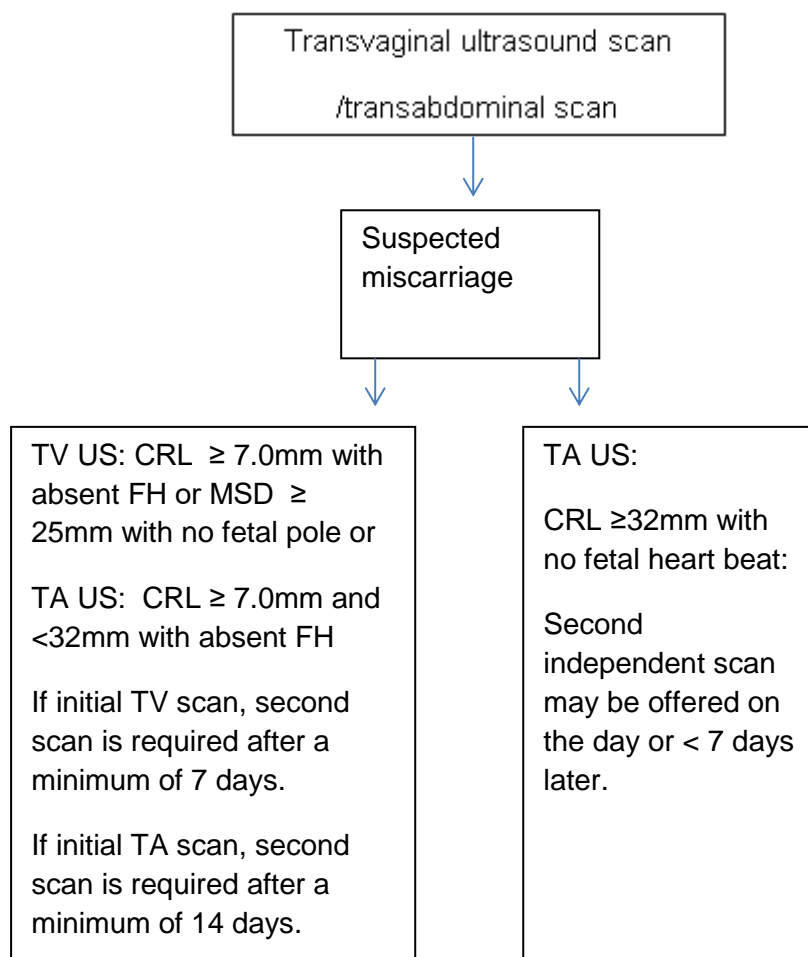 Transvaginal ultrasound scan
/transabdominal scan
Suspected
miscarriage
TV US: CRL ≥ 7.0mm with
absent FH or MSD ≥
25mm with no fetal pole or
TA US: CRL ≥ 7.0mm and
<32mm with absent FH
If initial TV scan, second
scan is required after a
minimum of 7 days.
If initial TA scan, second
scan is required after a
minimum of 14 days.
TA US:
CRL ≥32mm with
no fetal heart beat:
Second
independent scan
may be offered on
the day or < 7 days
later.